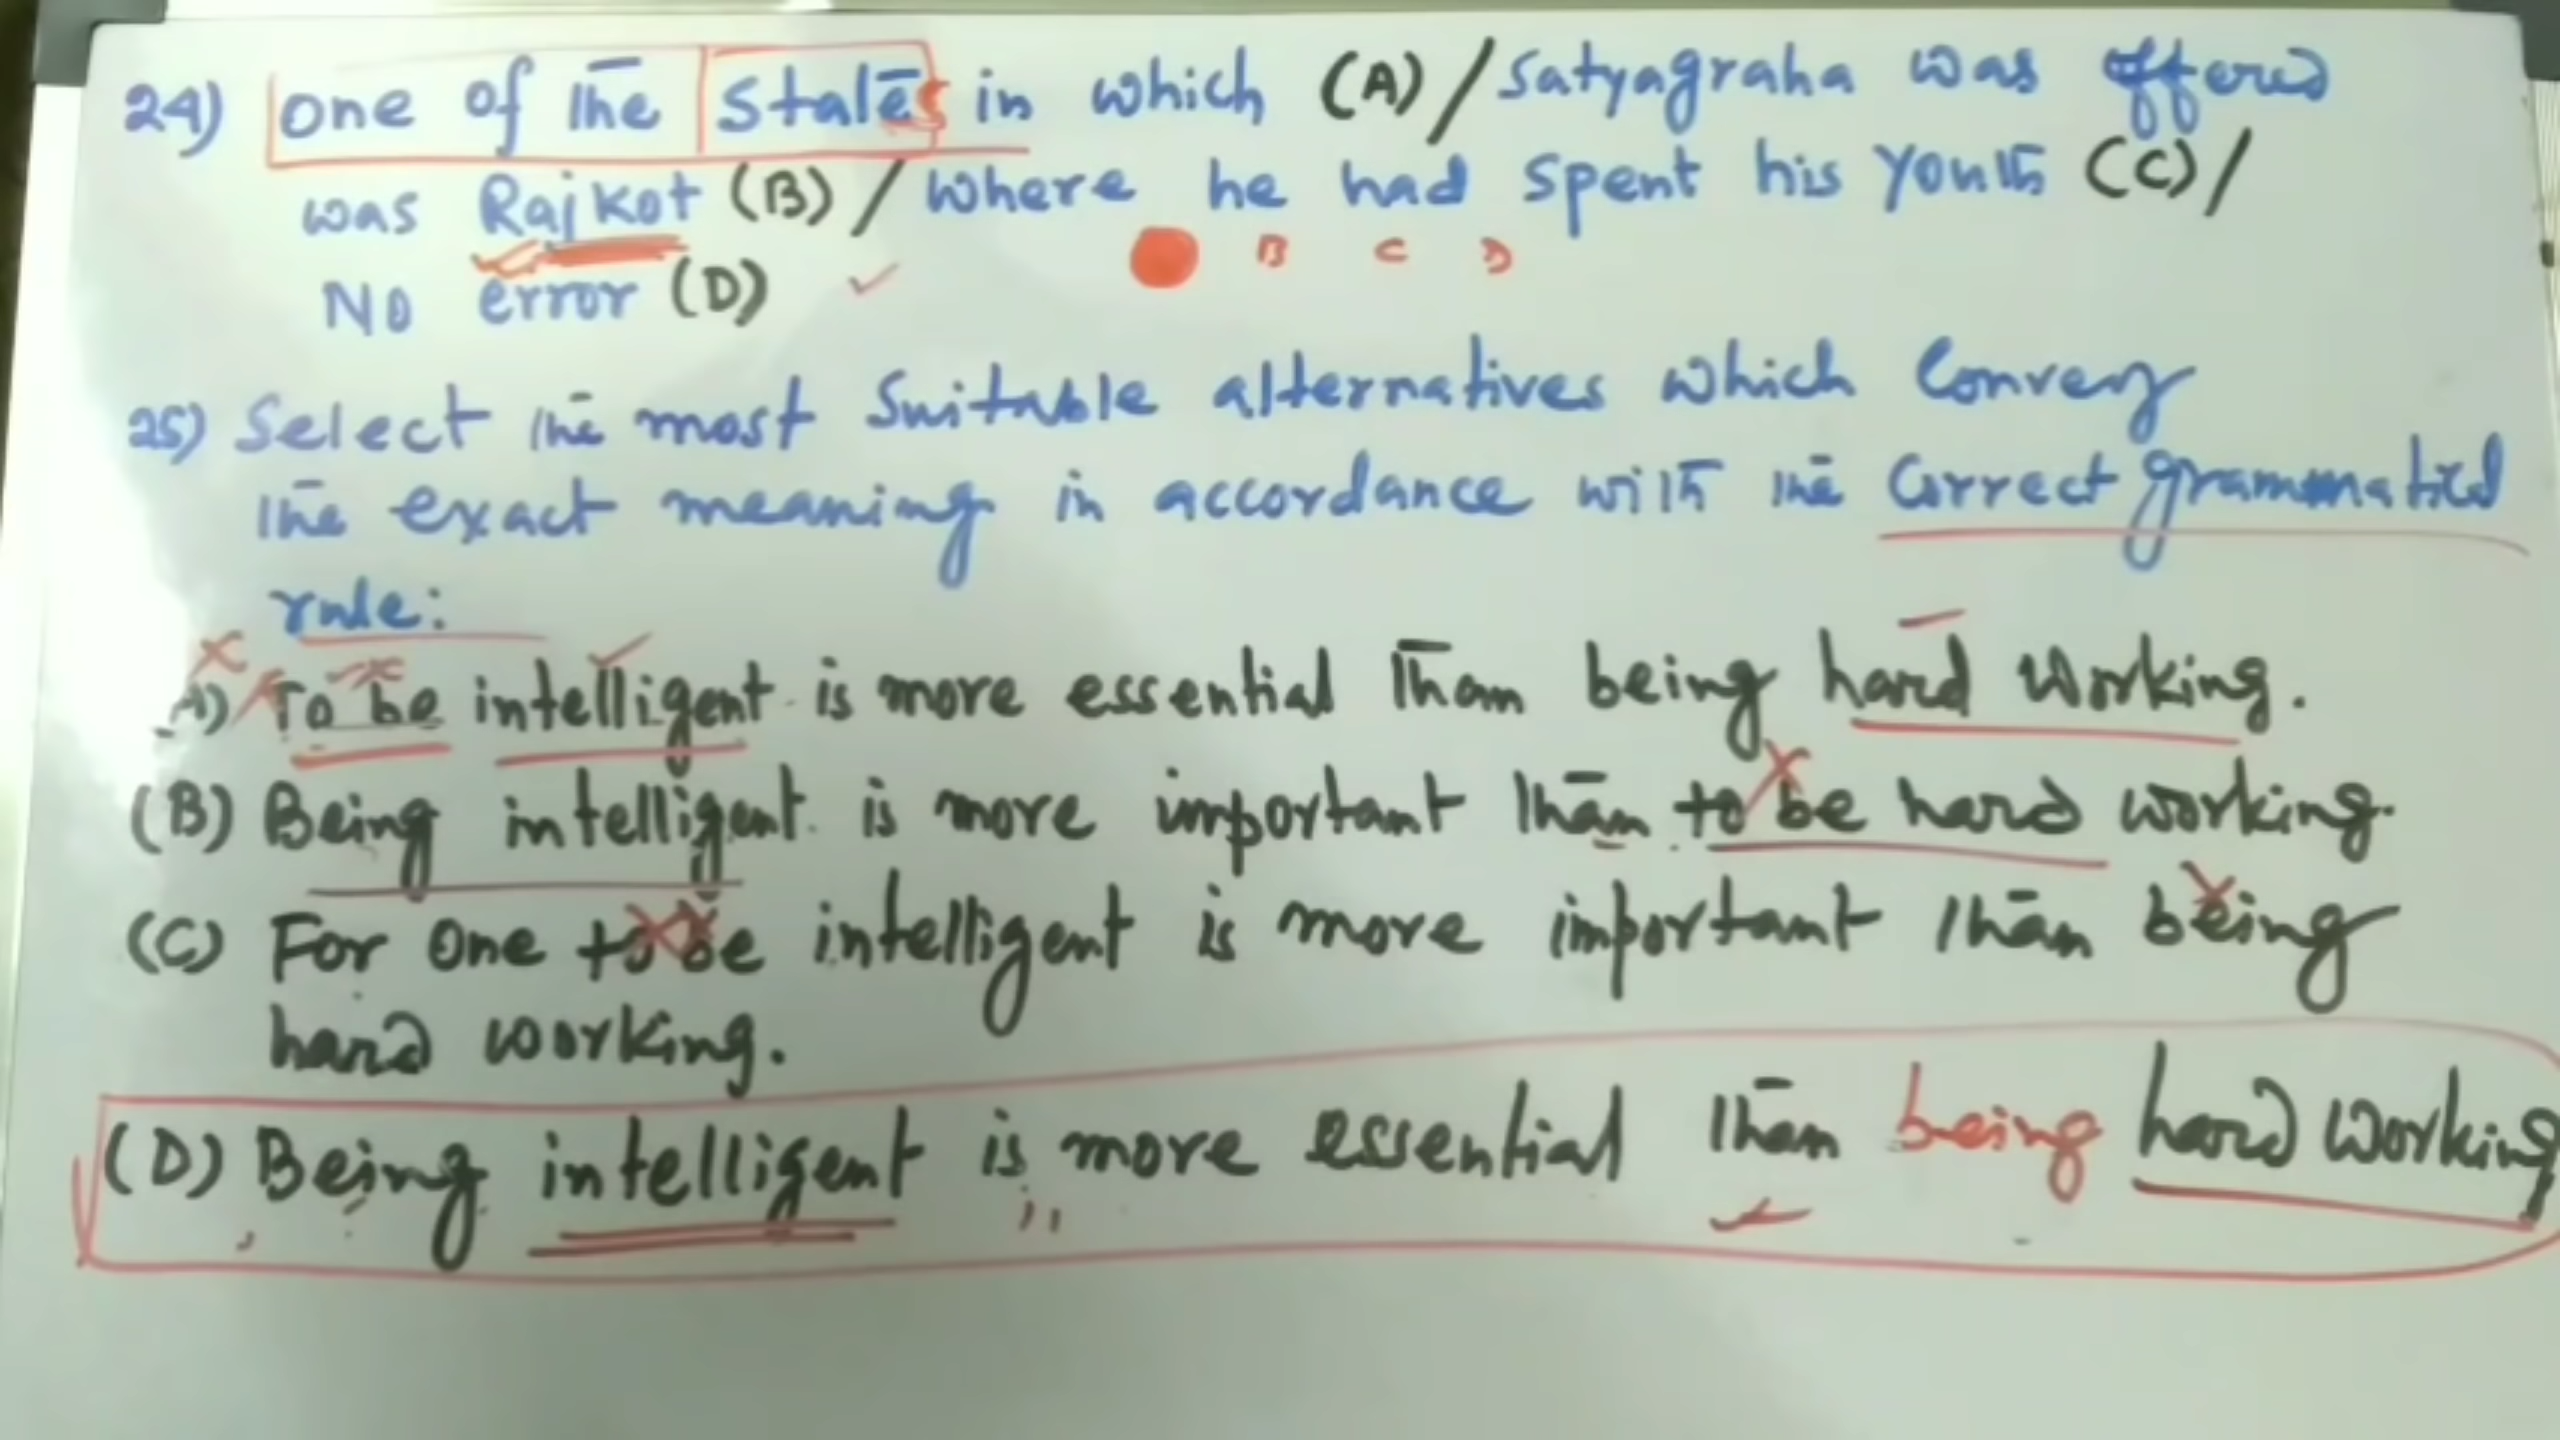 24) one of the States in which (A)/ Satyagraha was offered
was Rajkot (B) / where he had spent his youth (C)/
B C D
No error (D)
25) Select the most suitable alternatives which convey
the exact meaning in accordance with the correct grammatical
rule:
A) To be intelligent is more essential than being hard working.
(B) Being intelligent is more important than to be hard working.
(C) For one to be intelligent is more important than being
hard working.
(D) Being intelligent is more essential than being hard working